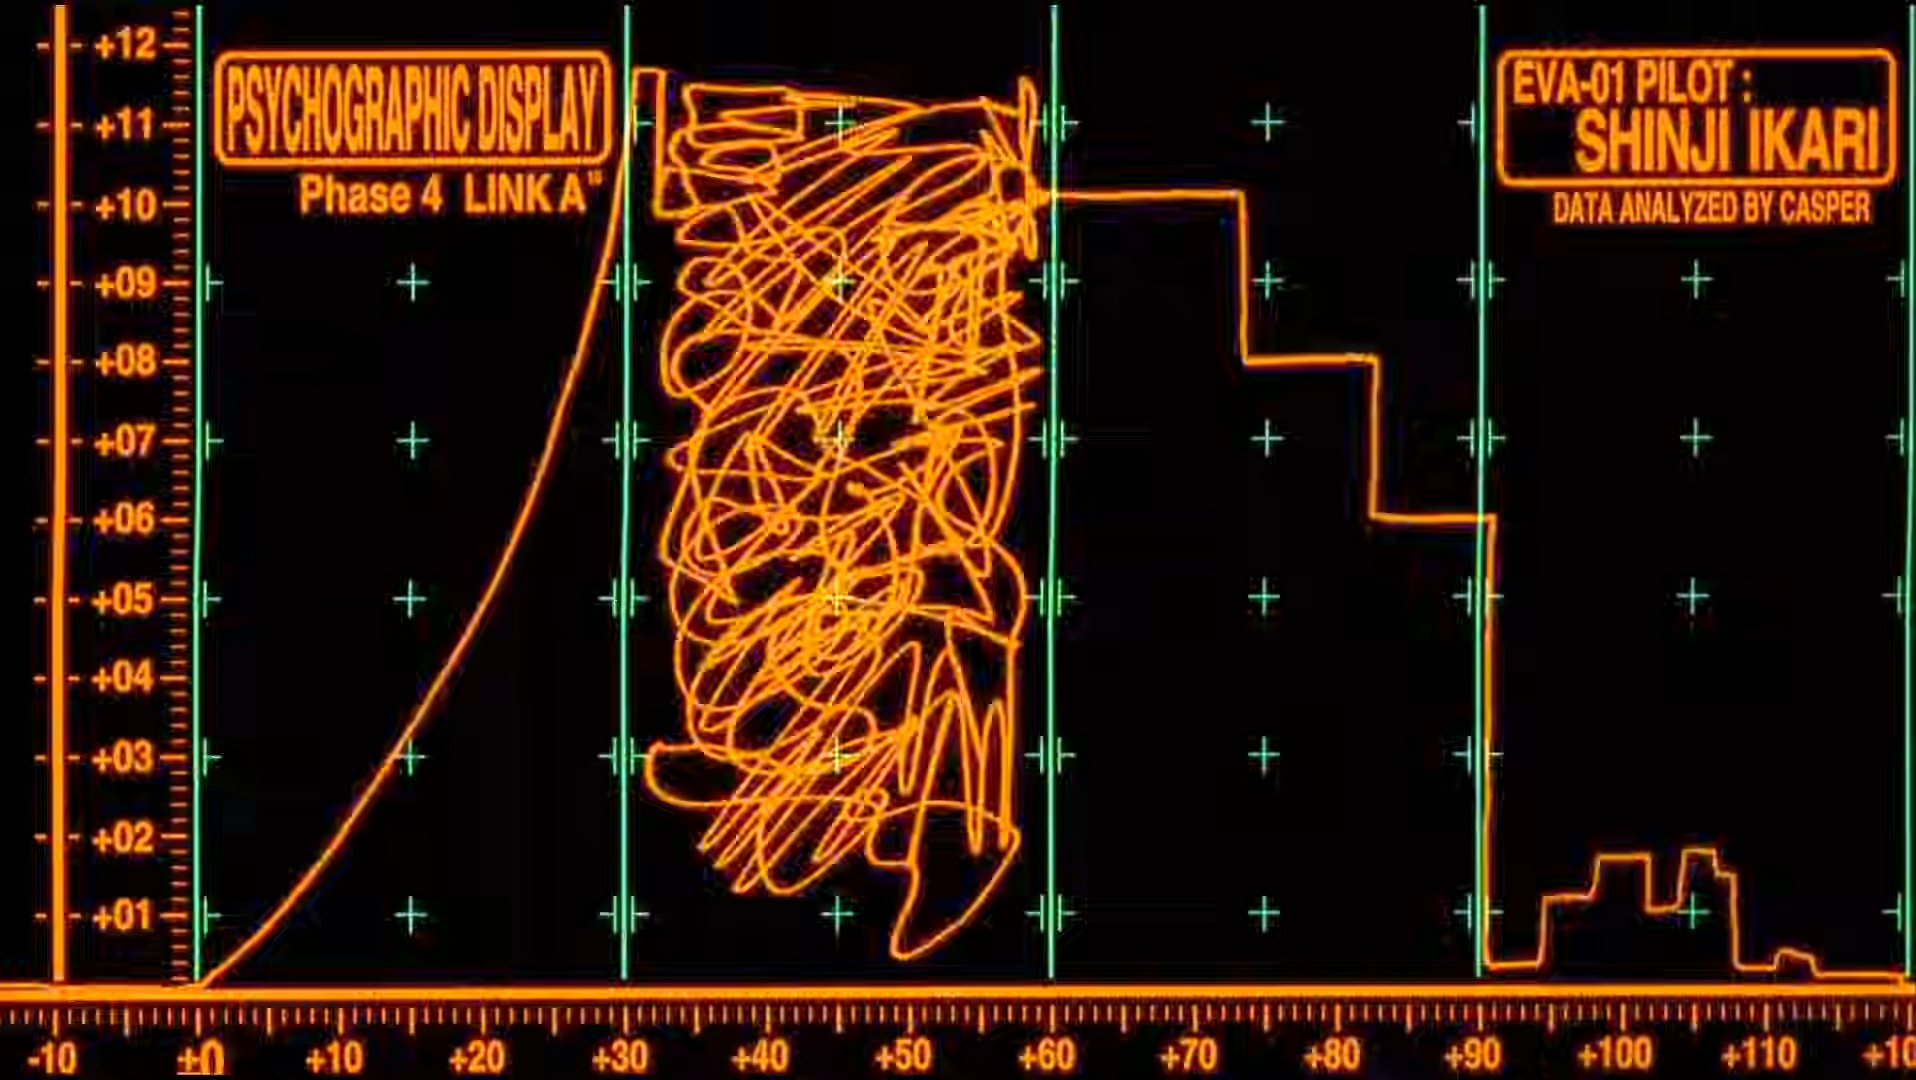 +12
+11
+10
+09
+08
+07
+06
+05
+04
+03
+02
+01
PSYCHOGRAPHIC DISPLAY
Phase 4 LINK A
EVA-01 PILOT :
SHINJI IKARI
DATA ANALYZED BY CASPER
-10 +0 +10 +20 +30 +40 +50 +60 +70 +80 +90 +100 +110 +10